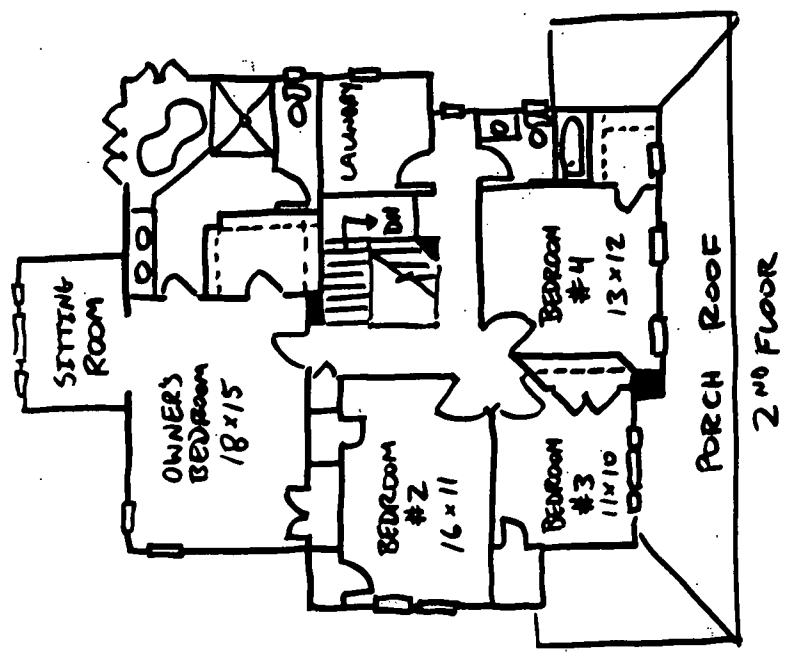 SITTING
ROOM
OWNER'S
BEDROOM
18 x 15
LAUNDRY
DN
BEDROOM
#2
16 x 11
BEDROOM
#4
13 x 12
BEDROOM
#3
11 x 10
PORCH ROOF
2ND FLOOR